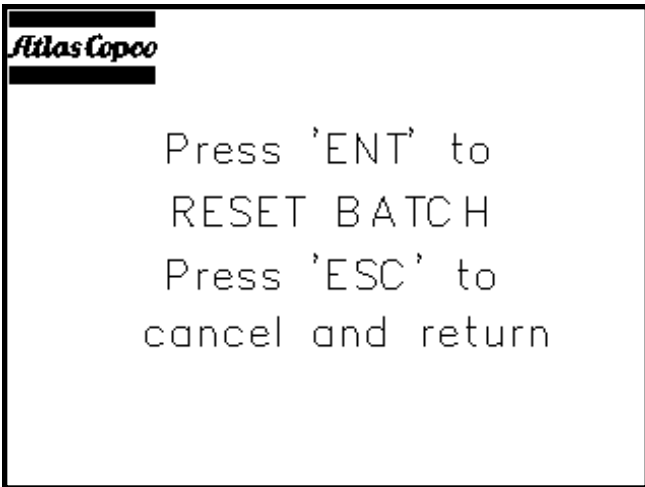 Atlas Copco
Press 'ENT' to
RESET BATCH
Press 'ESC' to
cancel and return